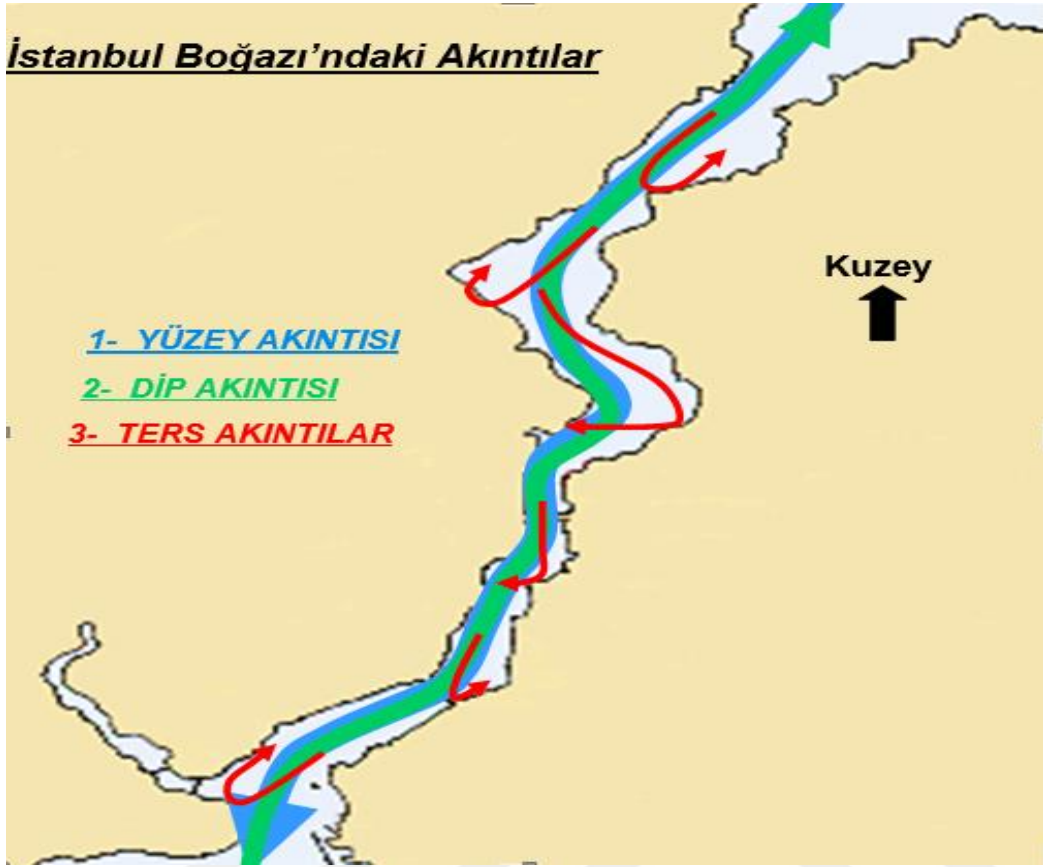 İstanbul Boğazı'ndaki Akıntılar
Kuzey
1- YÜZEY AKINTISI
2- DİP AKINTISI
3- TERS AKINTILAR